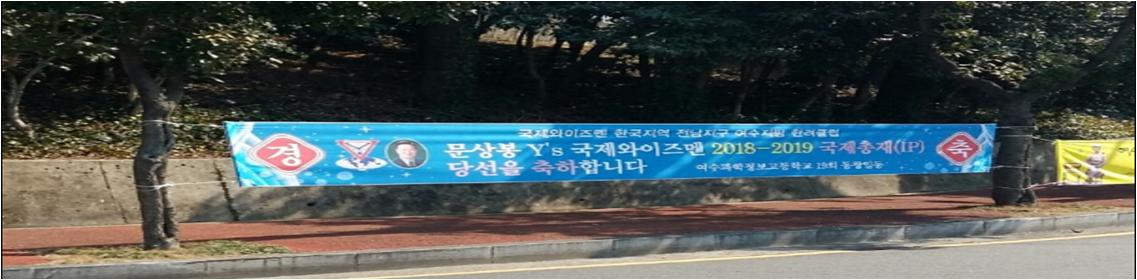 국제와이즈멘 한국지역 전남지구 여수지방 한려클럽
경
문상봉 Y's 국제와이즈맨 2018-2019 국제총재(IP)
당선을 축하합니다
여수과학정보고등학교 19회 동창일동
축